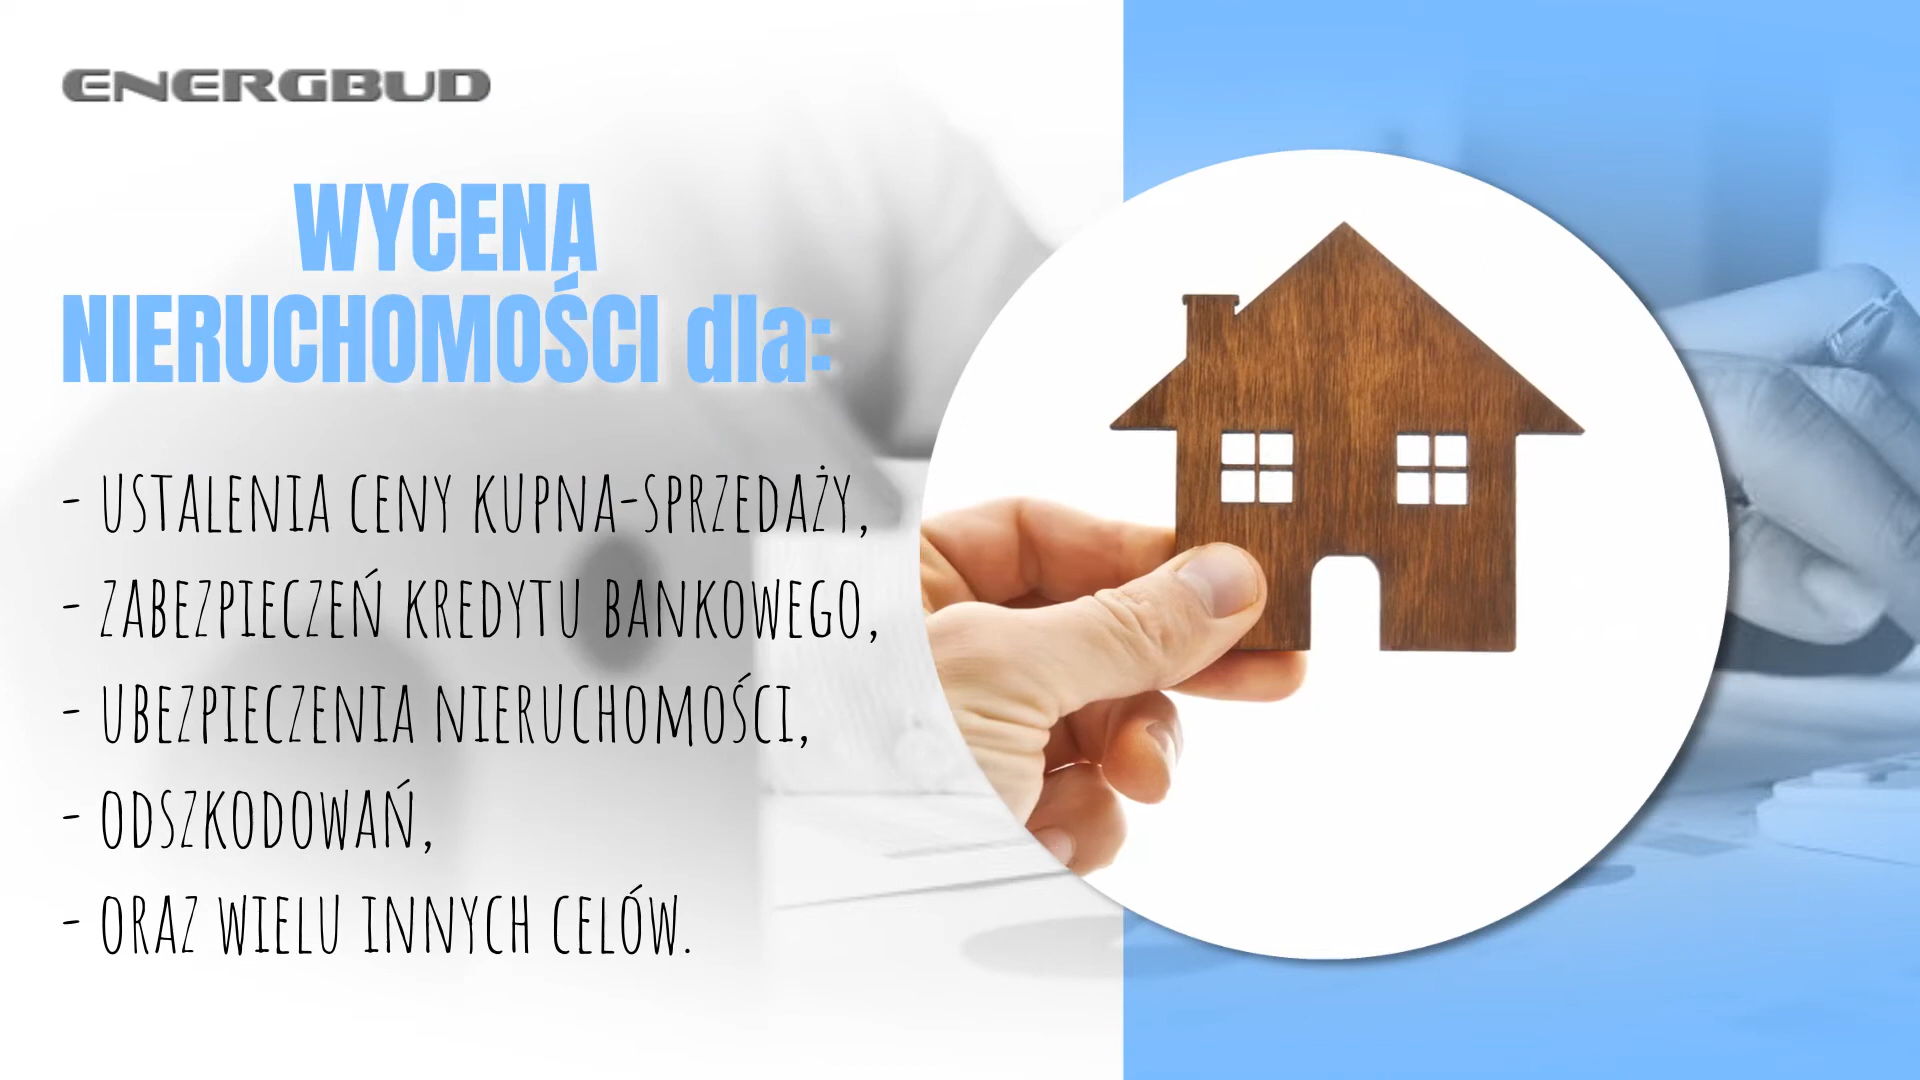 ENERGBUD
WYCENA
NIERUCHOMOŚCI dla:
- USTALENIA CENY KUPNA-SPRZEDAŻY,
- ZABEZPIECZEŃ KREDYTU BANKOWEGO,
- UBEZPIECZENIA NIERUCHOMOŚCI,
- ODSZKODOWAŃ,
- ORAZ WIELU INNYCH CELÓW.